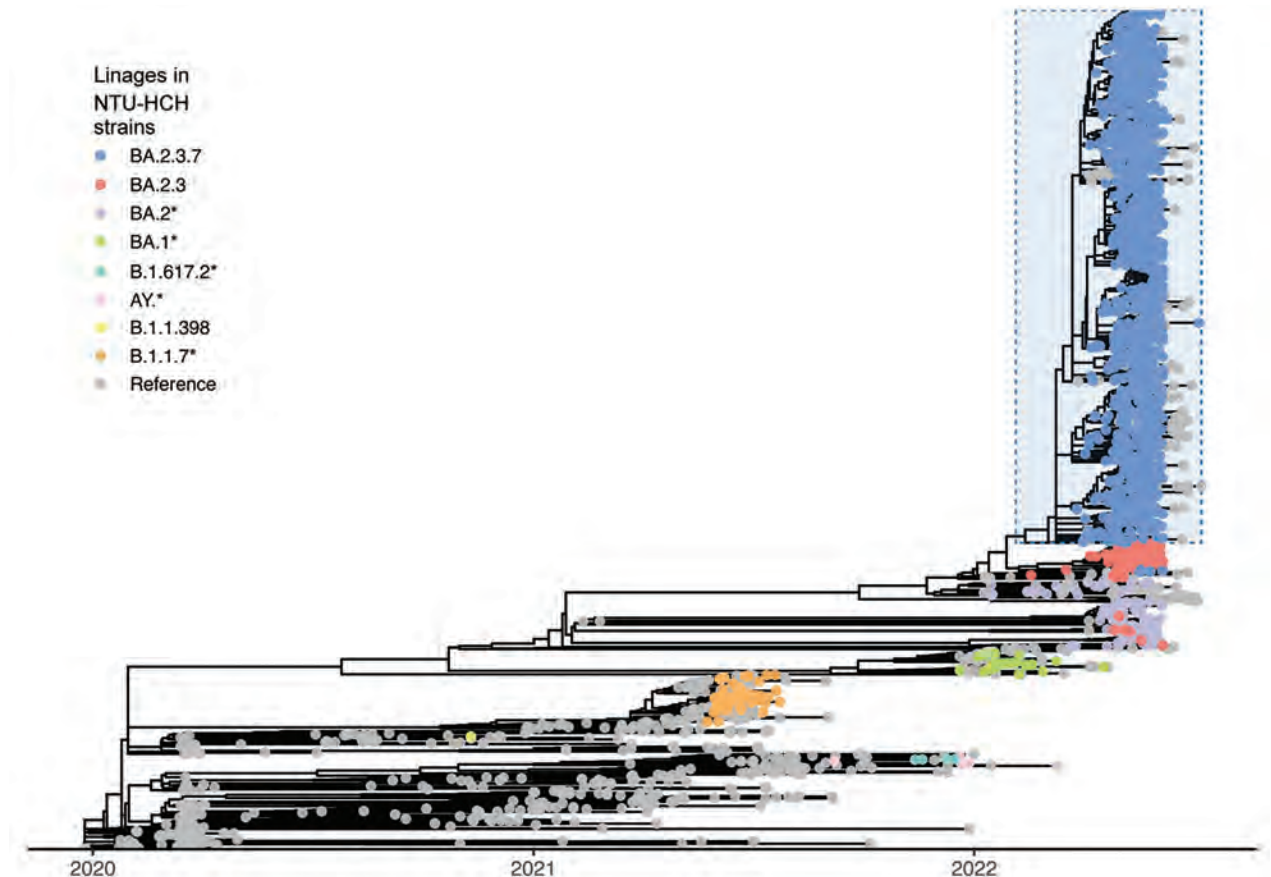 Linages in
NTU-HCH
strains
BA.2.3.7
BA.2.3
BA.2*
BA.1*
B.1.617.2*
AY.*
B.1.1.398
B.1.1.7*
Reference
2020
2021
2022